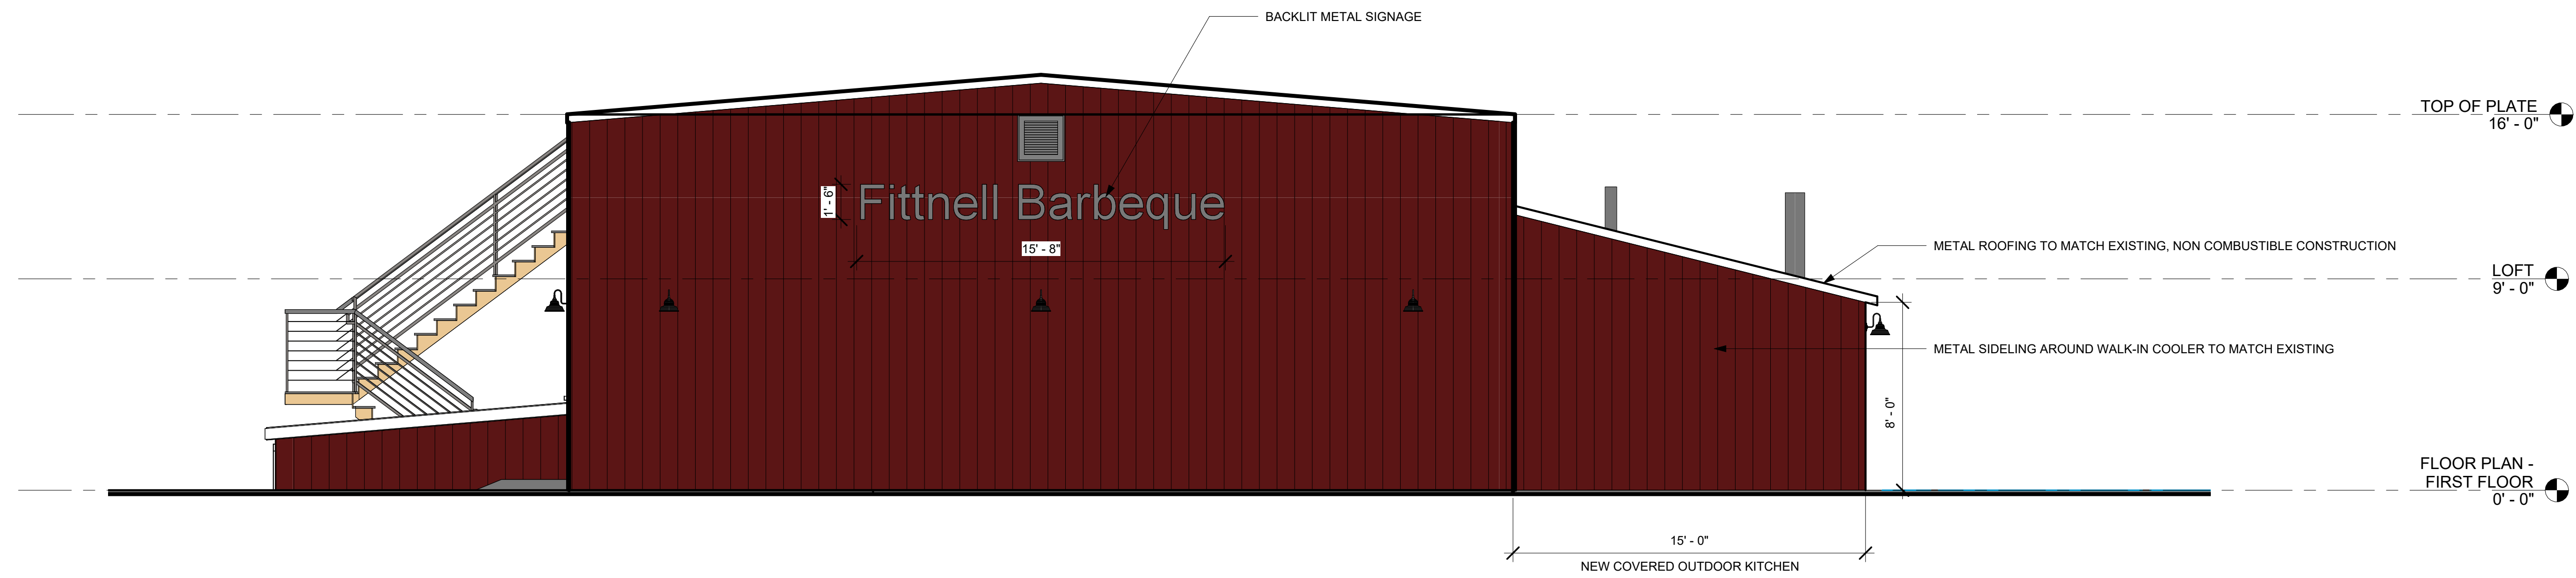 BACKLIT METAL SIGNAGE
TOP OF PLATE
16' - 0"
1' - 6"
Fittnell Barbeque
15' - 8"
METAL ROOFING TO MATCH EXISTING, NON COMBUSTIBLE CONSTRUCTION
LOFT
9' - 0"
METAL SIDELING AROUND WALK-IN COOLER TO MATCH EXISTING
8' - 0"
FLOOR PLAN -
FIRST FLOOR
0' - 0"
15' - 0"
NEW COVERED OUTDOOR KITCHEN